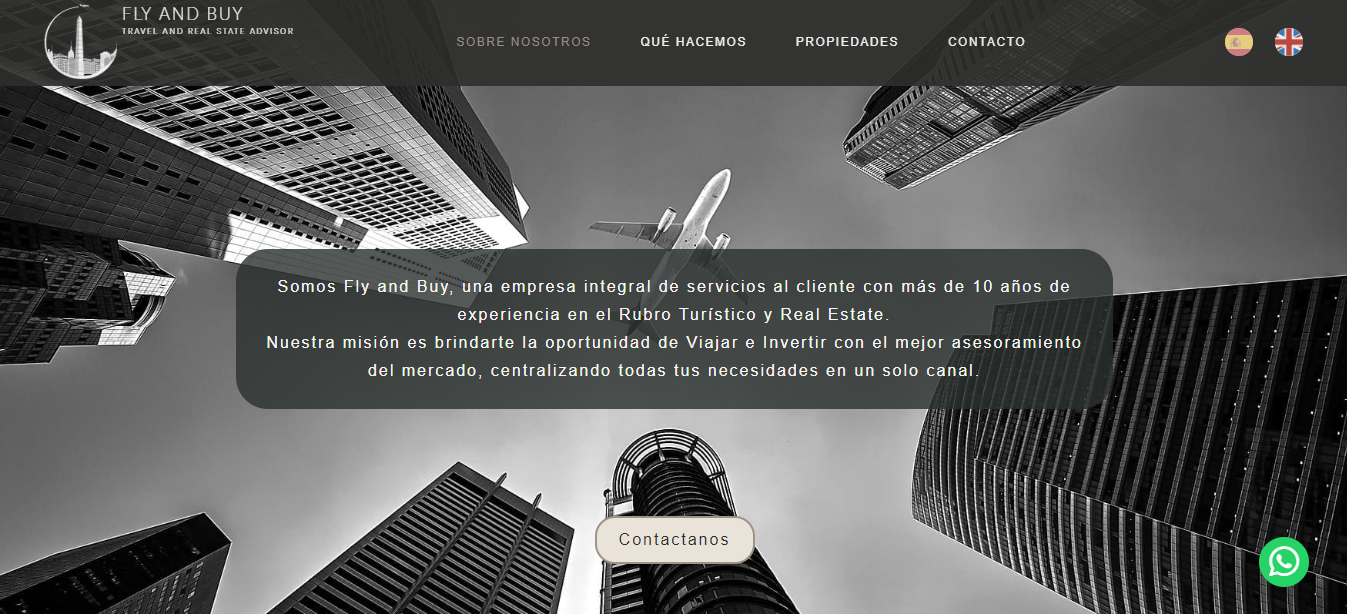 FLY AND BUY
TRAVEL AND REAL STATE ADVISOR
SOBRE NOSOTROS
QUÉ HACEMOS
PROPIEDADES
CONTACTO
Somos Fly and Buy, una empresa integral de servicios al cliente con más de 10 años de
experiencia en el Rubro Turístico y Real Estate.
Nuestra misión es brindarte la oportunidad de Viajar e Invertir con el mejor asesoramiento
del mercado, centralizando todas tus necesidades en un solo canal.
Contactanos